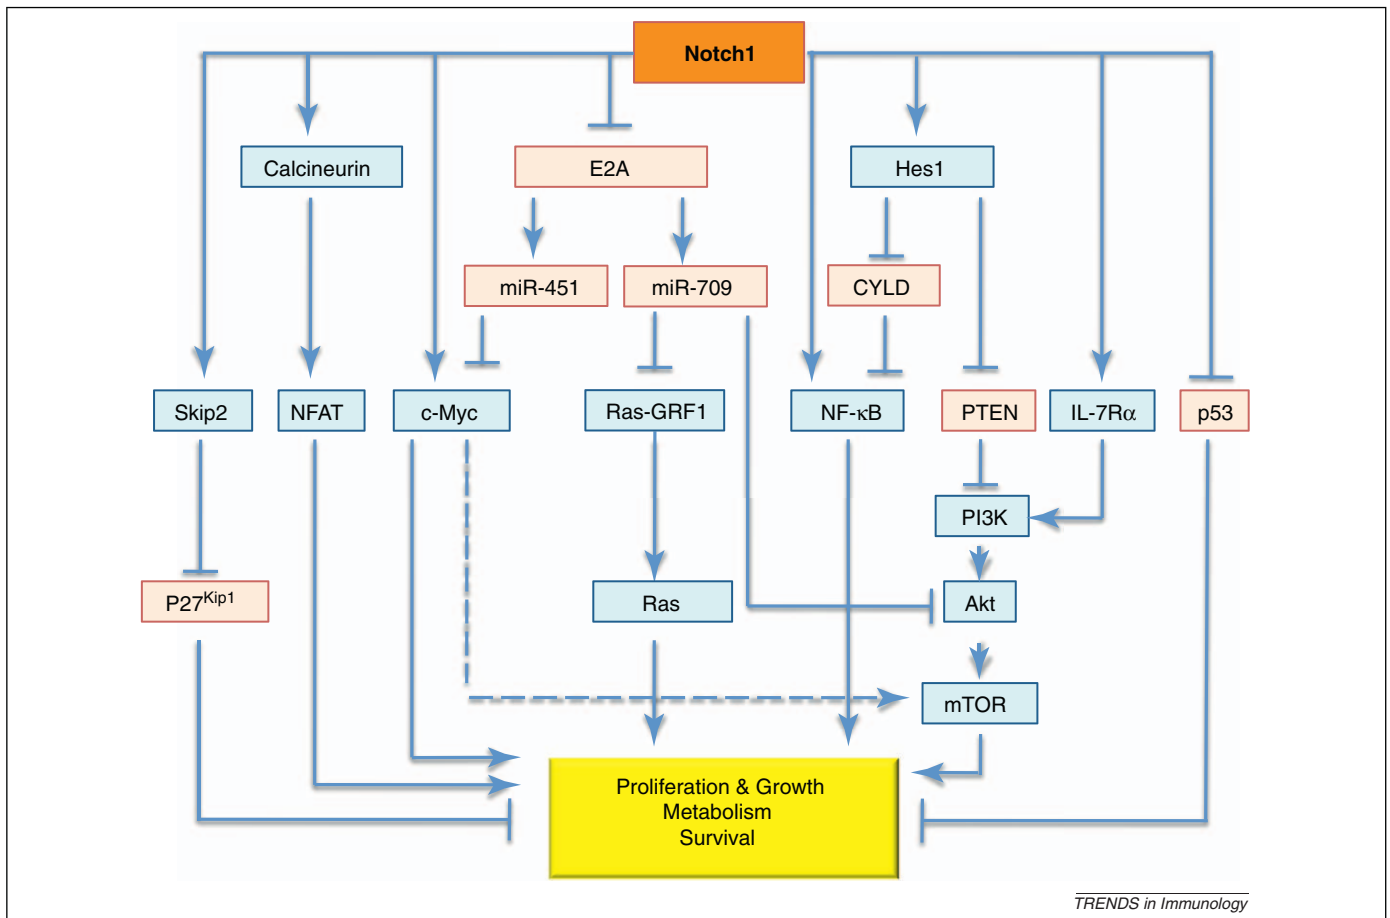 Notch1
Calcineurin
E2A
Hes1
miR-451
miR-709
CYLD
Skip2
NFAT
c-Myc
Ras-GRF1
NF-κB
PTEN
IL-7Rα
p53
PI3K
P27Kip1
Ras
Akt
mTOR
Proliferation & Growth
Metabolism
Survival
TRENDS in Immunology